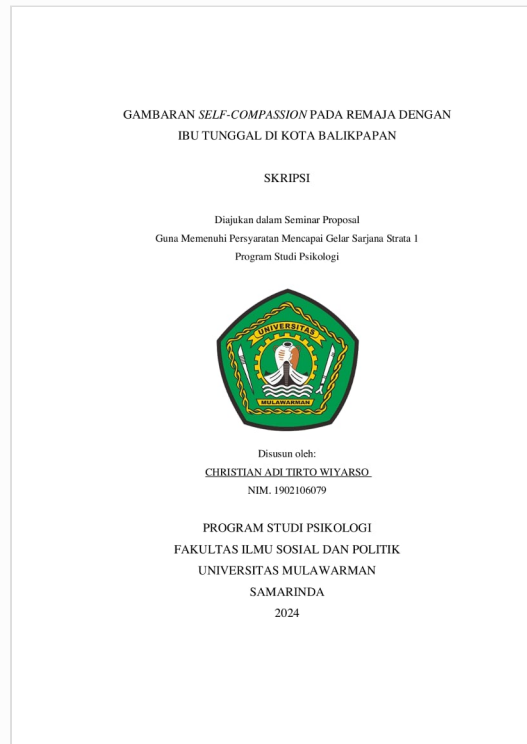 GAMBARAN SELF-COMPASSION PADA REMAJA DENGAN
IBU TUNGGAL DI KOTA BALIKPAPAN
SKRIPSI
Diajukan dalam Seminar Proposal
Guna Memenuhi Persyaratan Mencapai Gelar Sarjana Strata 1
Program Studi Psikologi
UNIVERSITAS
MULAWARMAN
Disusun oleh:
CHRISTIAN ADI TIRTO WIYARSO
NIM. 1902106079
PROGRAM STUDI PSIKOLOGI
FAKULTAS ILMU SOSIAL DAN POLITIK
UNIVERSITAS MULAWARMAN
SAMARINDA
2024